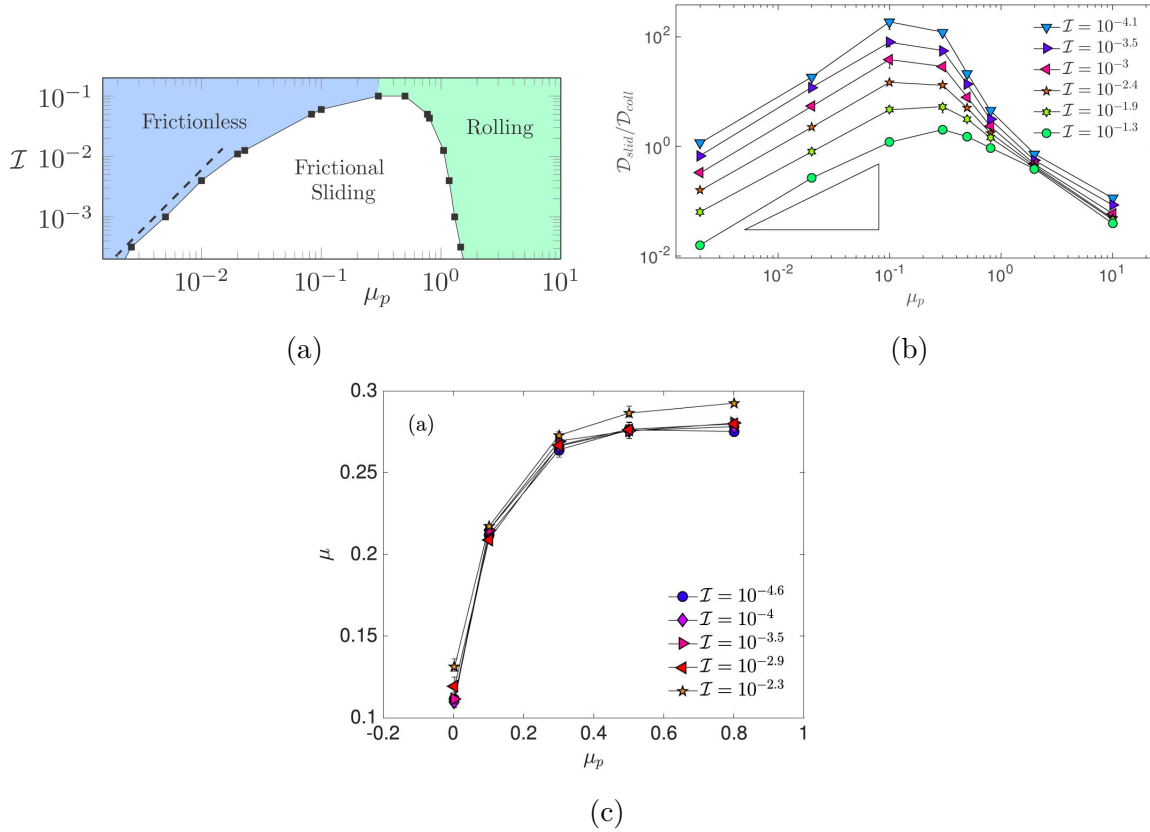 10^{-1}
10^{-2}
10^{-3}
\mathcal{I}
Frictionless
Frictional
Sliding
Rolling
10^{-2} 10^{-1} 10^{0} 10^{1}
μ_p
(a)
10^{2}
10^{0}
10^{-2}
\mathcal{D}_{slid}/\mathcal{D}_{coll}
\mathcal{I} = 10^{-4.1}
\mathcal{I} = 10^{-3.5}
\mathcal{I} = 10^{-3}
\mathcal{I} = 10^{-2.4}
\mathcal{I} = 10^{-1.9}
\mathcal{I} = 10^{-1.3}
10^{-2} 10^{-1} 10^{0} 10^{1}
μ_p
(b)
0.3
0.25
0.2
0.15
0.1
μ
(a)
\mathcal{I} = 10^{-4.6}
\mathcal{I} = 10^{-4}
\mathcal{I} = 10^{-3.5}
\mathcal{I} = 10^{-2.9}
\mathcal{I} = 10^{-2.3}
-0.2 0 0.2 0.4 0.6 0.8 1
μ_p
(c)